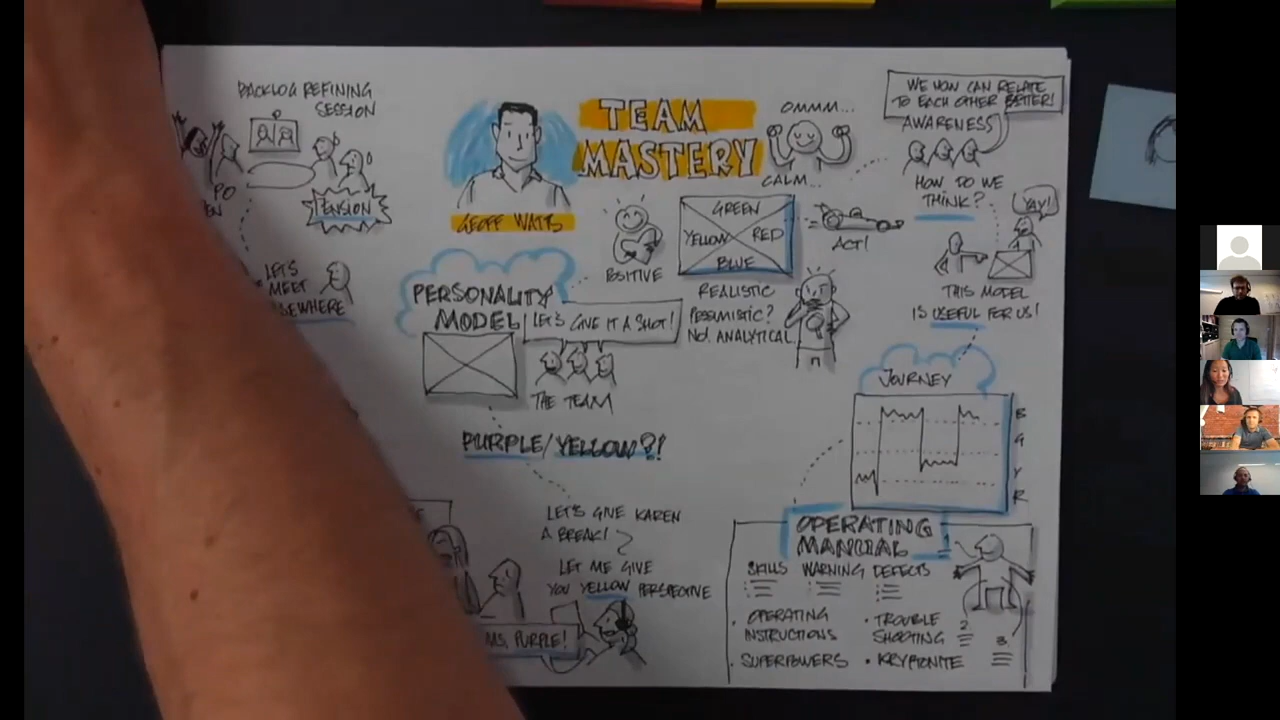 BACKLOG REFINING
SESSION
PO
TENSION
LET'S
MEET
TEAM
MASTERY
GEOFF WATTS
OMMM...
CALM...
WE NOW CAN RELATE
TO EACH OTHER BETTER!
AWARENESS
HOW DO WE
THINK?
YAY!
THIS MODEL
IS USEFUL FOR US!
POSITIVE
GREEN
YELLOW
RED
BLUE
ACT!
REALISTIC
PESSIMISTIC?
NO! ANALYTICAL
PERSONALITY
MODEL
LET'S GIVE IT A SHOT!
THE TEAM
PURPLE/YELLOW?!
LET'S GIVE KAREN
A BREAK!
LET ME GIVE
YOU YELLOW PERSPECTIVE
MS. PURPLE!
JOURNEY
B
G
Y
R
OPERATING
MANUAL
SKILLS
WARNING
DEFECTS
• OPERATING
INSTRUCTIONS
• SUPERPOWERS
• TROUBLE
SHOOTING
• KRYPTONITE
2
3